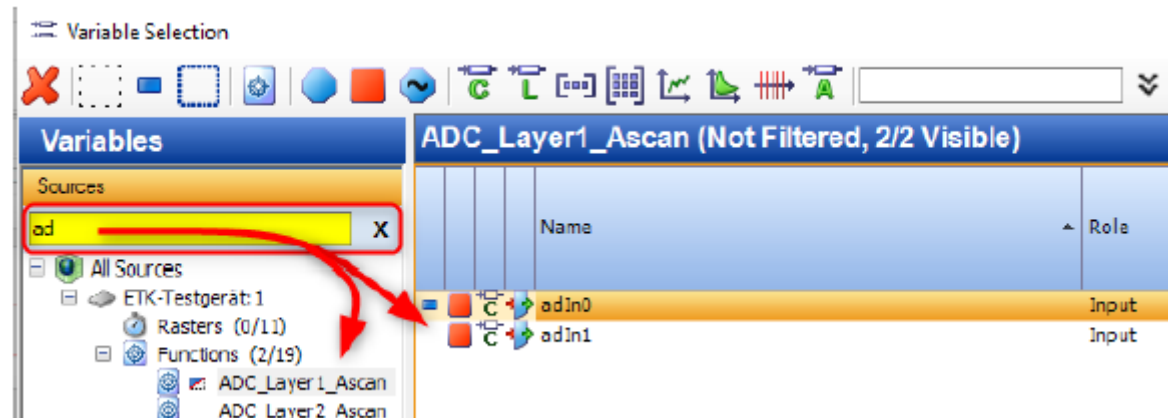 Variable Selection
C L A
Variables
ADC_Layer1_Ascan (Not Filtered, 2/2 Visible)
Sources
ad X
Name Role
All Sources
ETK-Testgerät:1
adIn0 Input
Rasters (0/11)
adIn1 Input
Functions (2/19)
ADC_Layer1_Ascan
ADC_Layer2_Ascan